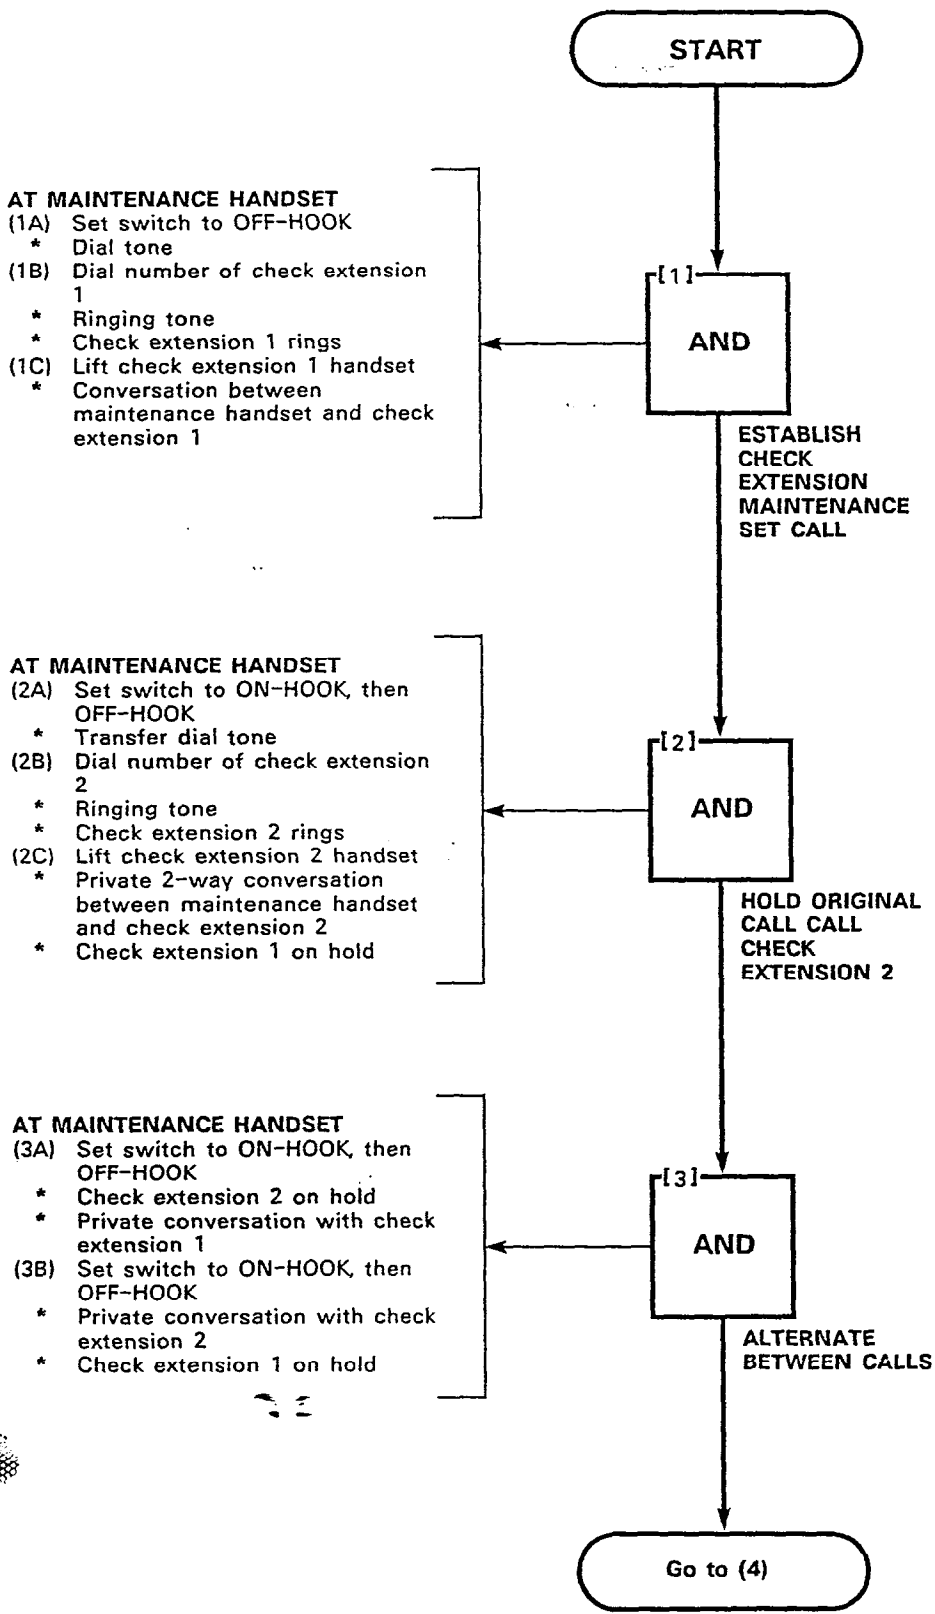 START
AT MAINTENANCE HANDSET
(1A) Set switch to OFF-HOOK
* Dial tone
(1B) Dial number of check extension
1
* Ringing tone
* Check extension 1 rings
(1C) Lift check extension 1 handset
* Conversation between
maintenance handset and check
extension 1
[1]
AND
ESTABLISH
CHECK
EXTENSION
MAINTENANCE
SET CALL
AT MAINTENANCE HANDSET
(2A) Set switch to ON-HOOK, then
OFF-HOOK
* Transfer dial tone
(2B) Dial number of check extension
2
* Ringing tone
* Check extension 2 rings
(2C) Lift check extension 2 handset
* Private 2-way conversation
between maintenance handset
and check extension 2
* Check extension 1 on hold
[2]
AND
HOLD ORIGINAL
CALL CALL
CHECK
EXTENSION 2
AT MAINTENANCE HANDSET
(3A) Set switch to ON-HOOK, then
OFF-HOOK
* Check extension 2 on hold
* Private conversation with check
extension 1
(3B) Set switch to ON-HOOK, then
OFF-HOOK
* Private conversation with check
extension 2
* Check extension 1 on hold
[3]
AND
ALTERNATE
BETWEEN CALLS
Go to (4)